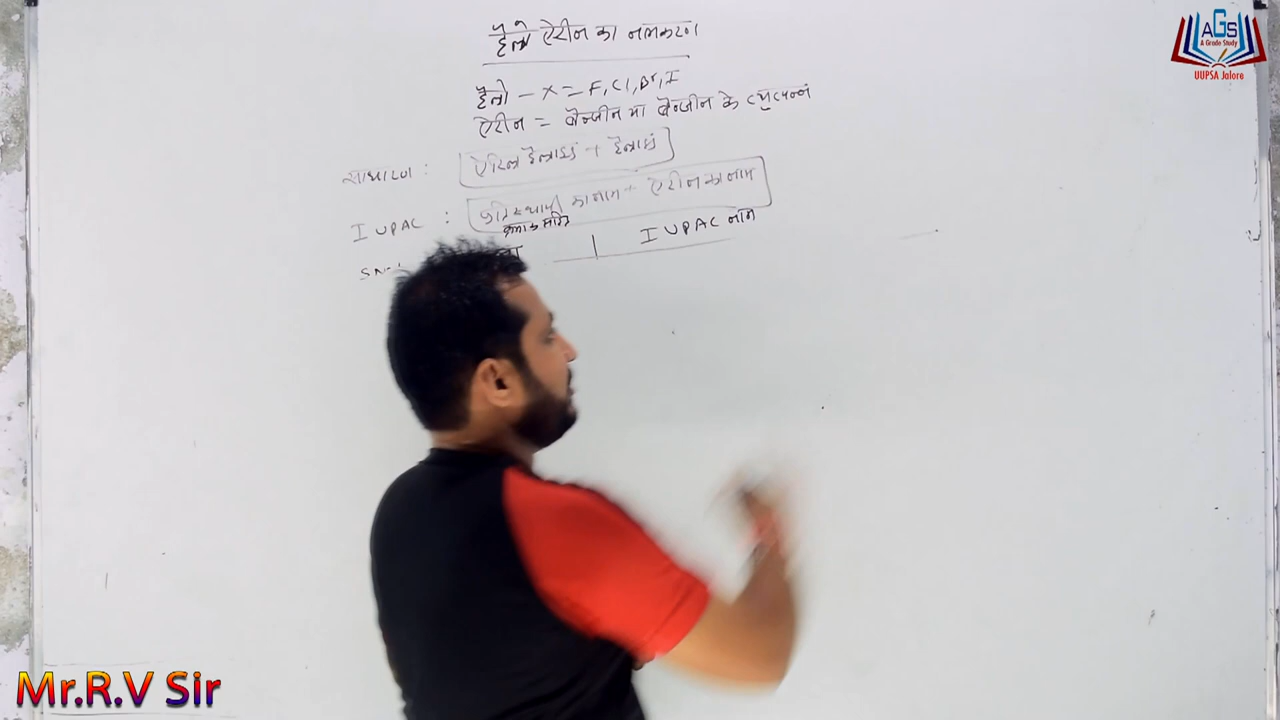 हैलो ऐरीन का नामकरण
हैलो - X = F, Cl, Br, I
ऐरीन = बैन्जीन या बैन्जीन के व्युत्पन्न
साधारण : ऐरिल हैलाइड + हैलाइड
IUPAC : प्रतिस्थापी का नाम + ऐरीन का नाम
क्रमांक सहित
IUPAC नाम
AGS
A Grade Study
UUPSA Jalore
Mr.R.V Sir